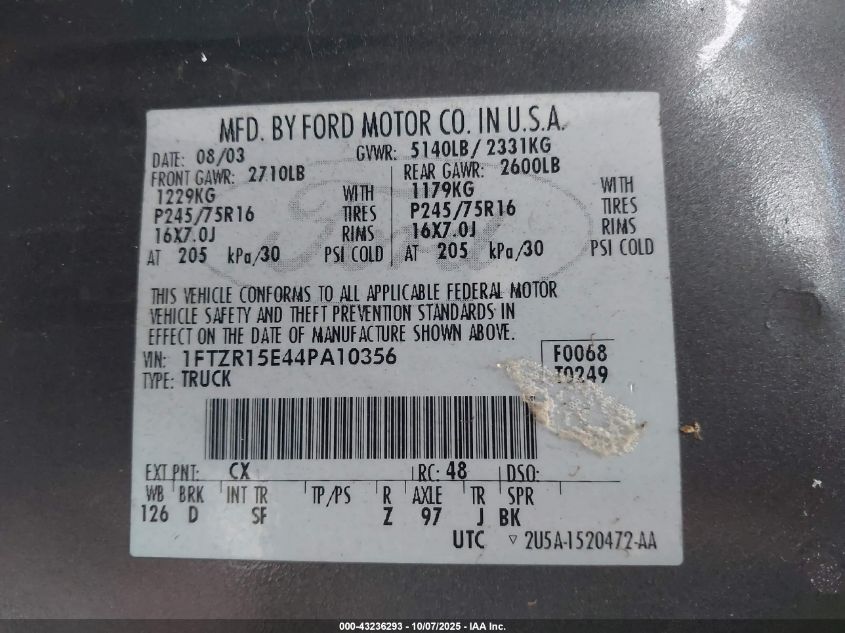 MFD. BY FORD MOTOR CO. IN U.S.A.
DATE: 08/03 GVWR: 5140LB/ 2331KG
FRONT GAWR: 2710LB REAR GAWR: 2600LB
1229KG WITH 1179KG WITH
P245/75R16 TIRES P245/75R16 TIRES
16X7.0J RIMS 16X7.0J RIMS
AT 205 kPa/30 PSI COLD AT 205 kPa/30 PSI COLD
THIS VEHICLE CONFORMS TO ALL APPLICABLE FEDERAL MOTOR
VEHICLE SAFETY AND THEFT PREVENTION STANDARDS IN
EFFECT ON THE DATE OF MANUFACTURE SHOWN ABOVE.
VIN: 1FTZR15E44PA10356 F0068
TYPE: TRUCK T0249
EXT PNT: CX RC: 48 DSO:
WB BRK INT TR TP/PS R AXLE TR SPR
126 D SF Z 97 J BK
UTC ▽ 2U5A-1520472-AA
000-43236293 - 10/07/2025 - IAA Inc.